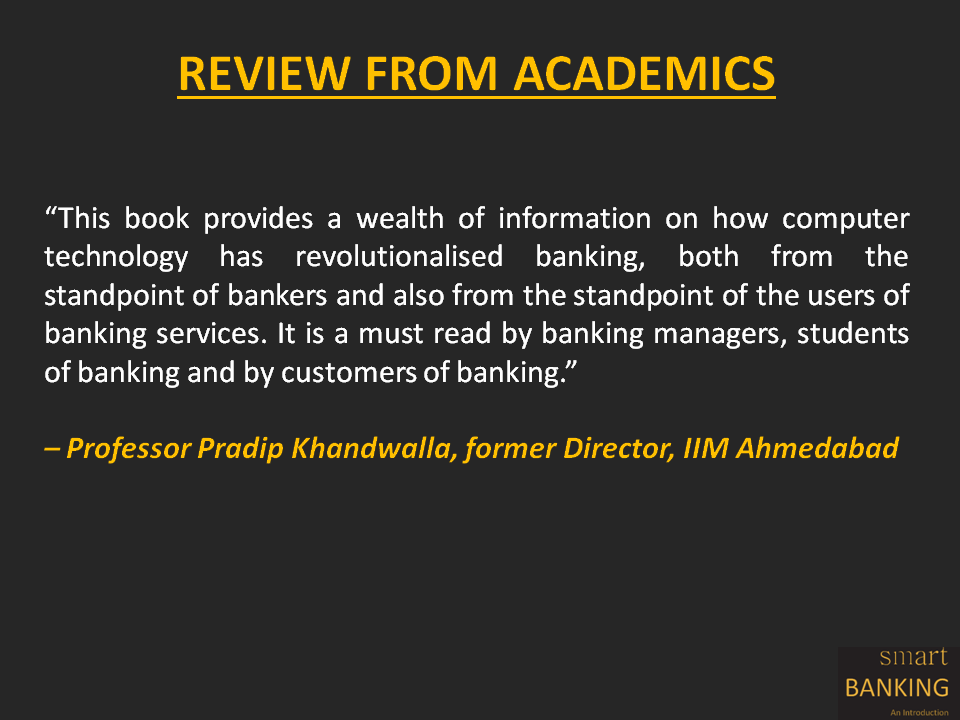 REVIEW FROM ACADEMICS
“This book provides a wealth of information on how computer
technology has revolutionalised banking, both from the
standpoint of bankers and also from the standpoint of the users of
banking services. It is a must read by banking managers, students
of banking and by customers of banking.”
– Professor Pradip Khandwalla, former Director, IIM Ahmedabad
smart
BANKING
An Introduction